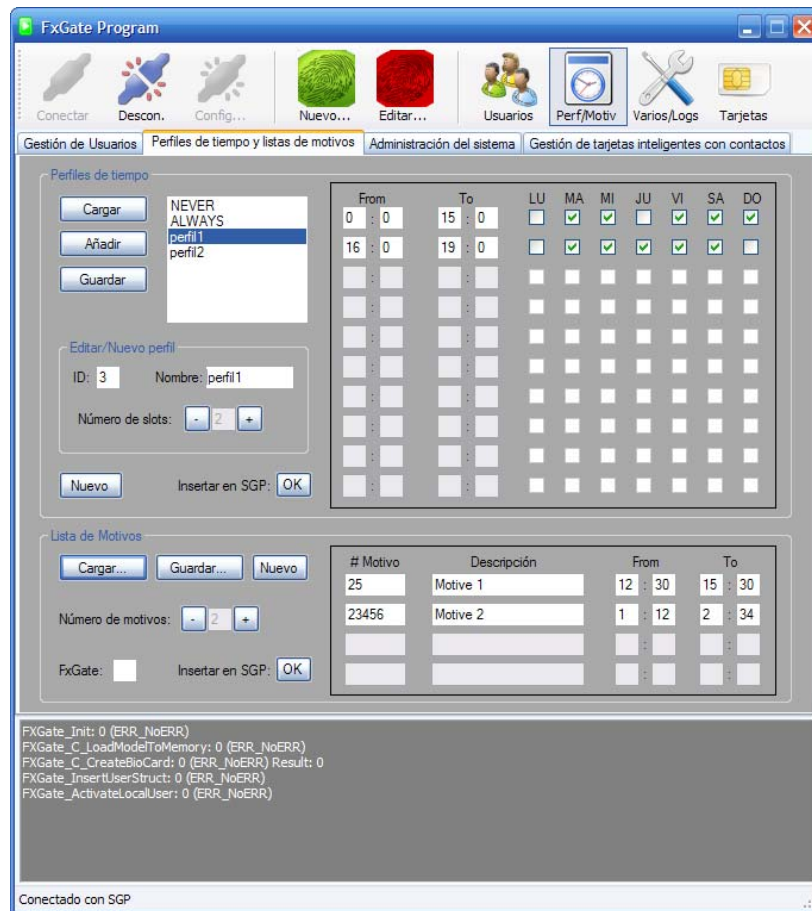 FxGate Program
Conectar Descon. Config... Nuevo... Editar... Usuarios Perf/Motiv Varios/Logs Tarjetas
Gestión de Usuarios Perfiles de tiempo y listas de motivos Administración del sistema Gestión de tarjetas inteligentes con contactos
Perfiles de tiempo
Cargar
Añadir
Guardar
NEVER
ALWAYS
perfil1
perfil2
Editar/Nuevo perfil
ID: 3 Nombre: perfil1
Número de slots: - 2 +
Nuevo Insertar en SGP: OK
From To LU MA MI JU VI SA DO
0 : 0 15 : 0
16 : 0 19 : 0
: :
: :
: :
: :
: :
: :
: :
: :
Lista de Motivos
Cargar... Guardar... Nuevo
Número de motivos: - 2 +
FxGate: Insertar en SGP: OK
# Motivo Descripción From To
25 Motive 1 12 : 30 15 : 30
23456 Motive 2 1 : 12 2 : 34
: :
: :
FXGate_Init: 0 (ERR_NoERR)
FXGate_C_LoadModelToMemory: 0 (ERR_NoERR)
FXGate_C_CreateBioCard: 0 (ERR_NoERR) Result: 0
FXGate_InsertUserStruct: 0 (ERR_NoERR)
FXGate_ActivateLocalUser: 0 (ERR_NoERR)
Conectado con SGP